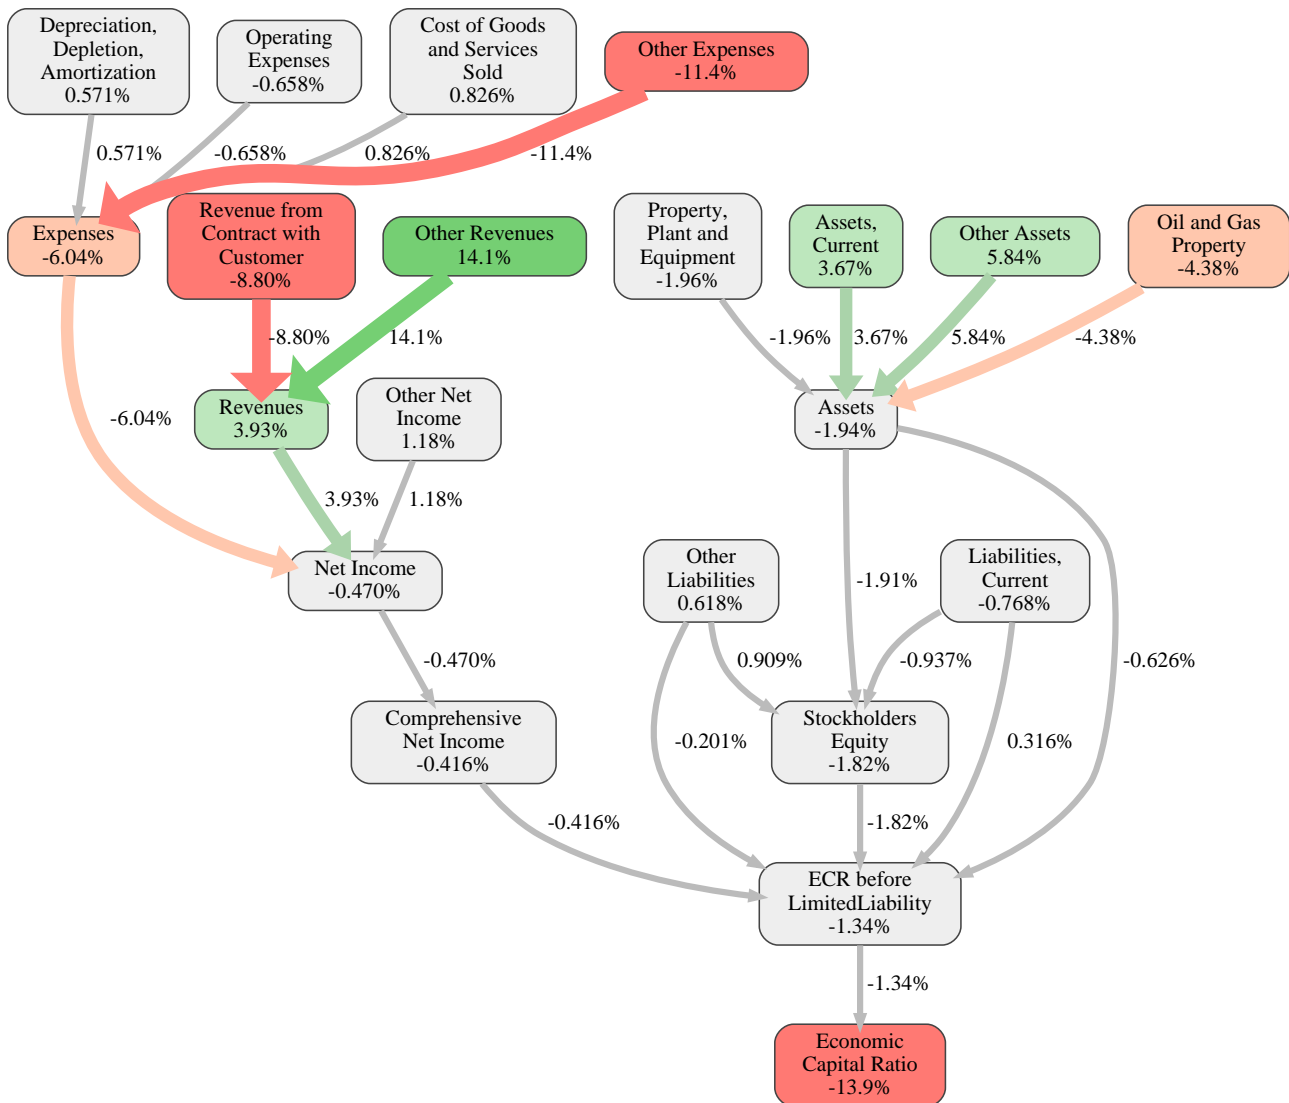 Depreciation,
Depletion,
Amortization
0.571%
Operating
Expenses
-0.658%
Cost of Goods
and Services
Sold
0.826%
Other Expenses
-11.4%
0.571%
-0.658%
0.826%
-11.4%
Expenses
-6.04%
Revenue from
Contract with
Customer
-8.80%
Other Revenues
14.1%
Property,
Plant and
Equipment
-1.96%
Assets,
Current
3.67%
Other Assets
5.84%
Oil and Gas
Property
-4.38%
-8.80%
14.1%
-1.96%
3.67%
5.84%
-4.38%
-6.04%
Revenues
3.93%
Other Net
Income
1.18%
Assets
-1.94%
3.93%
1.18%
Net Income
-0.470%
Other
Liabilities
0.618%
-1.91%
Liabilities,
Current
-0.768%
-0.470%
0.909%
-0.937%
-0.626%
Comprehensive
Net Income
-0.416%
-0.201%
Stockholders
Equity
-1.82%
0.316%
-0.416%
-1.82%
ECR before
LimitedLiability
-1.34%
-1.34%
Economic
Capital Ratio
-13.9%